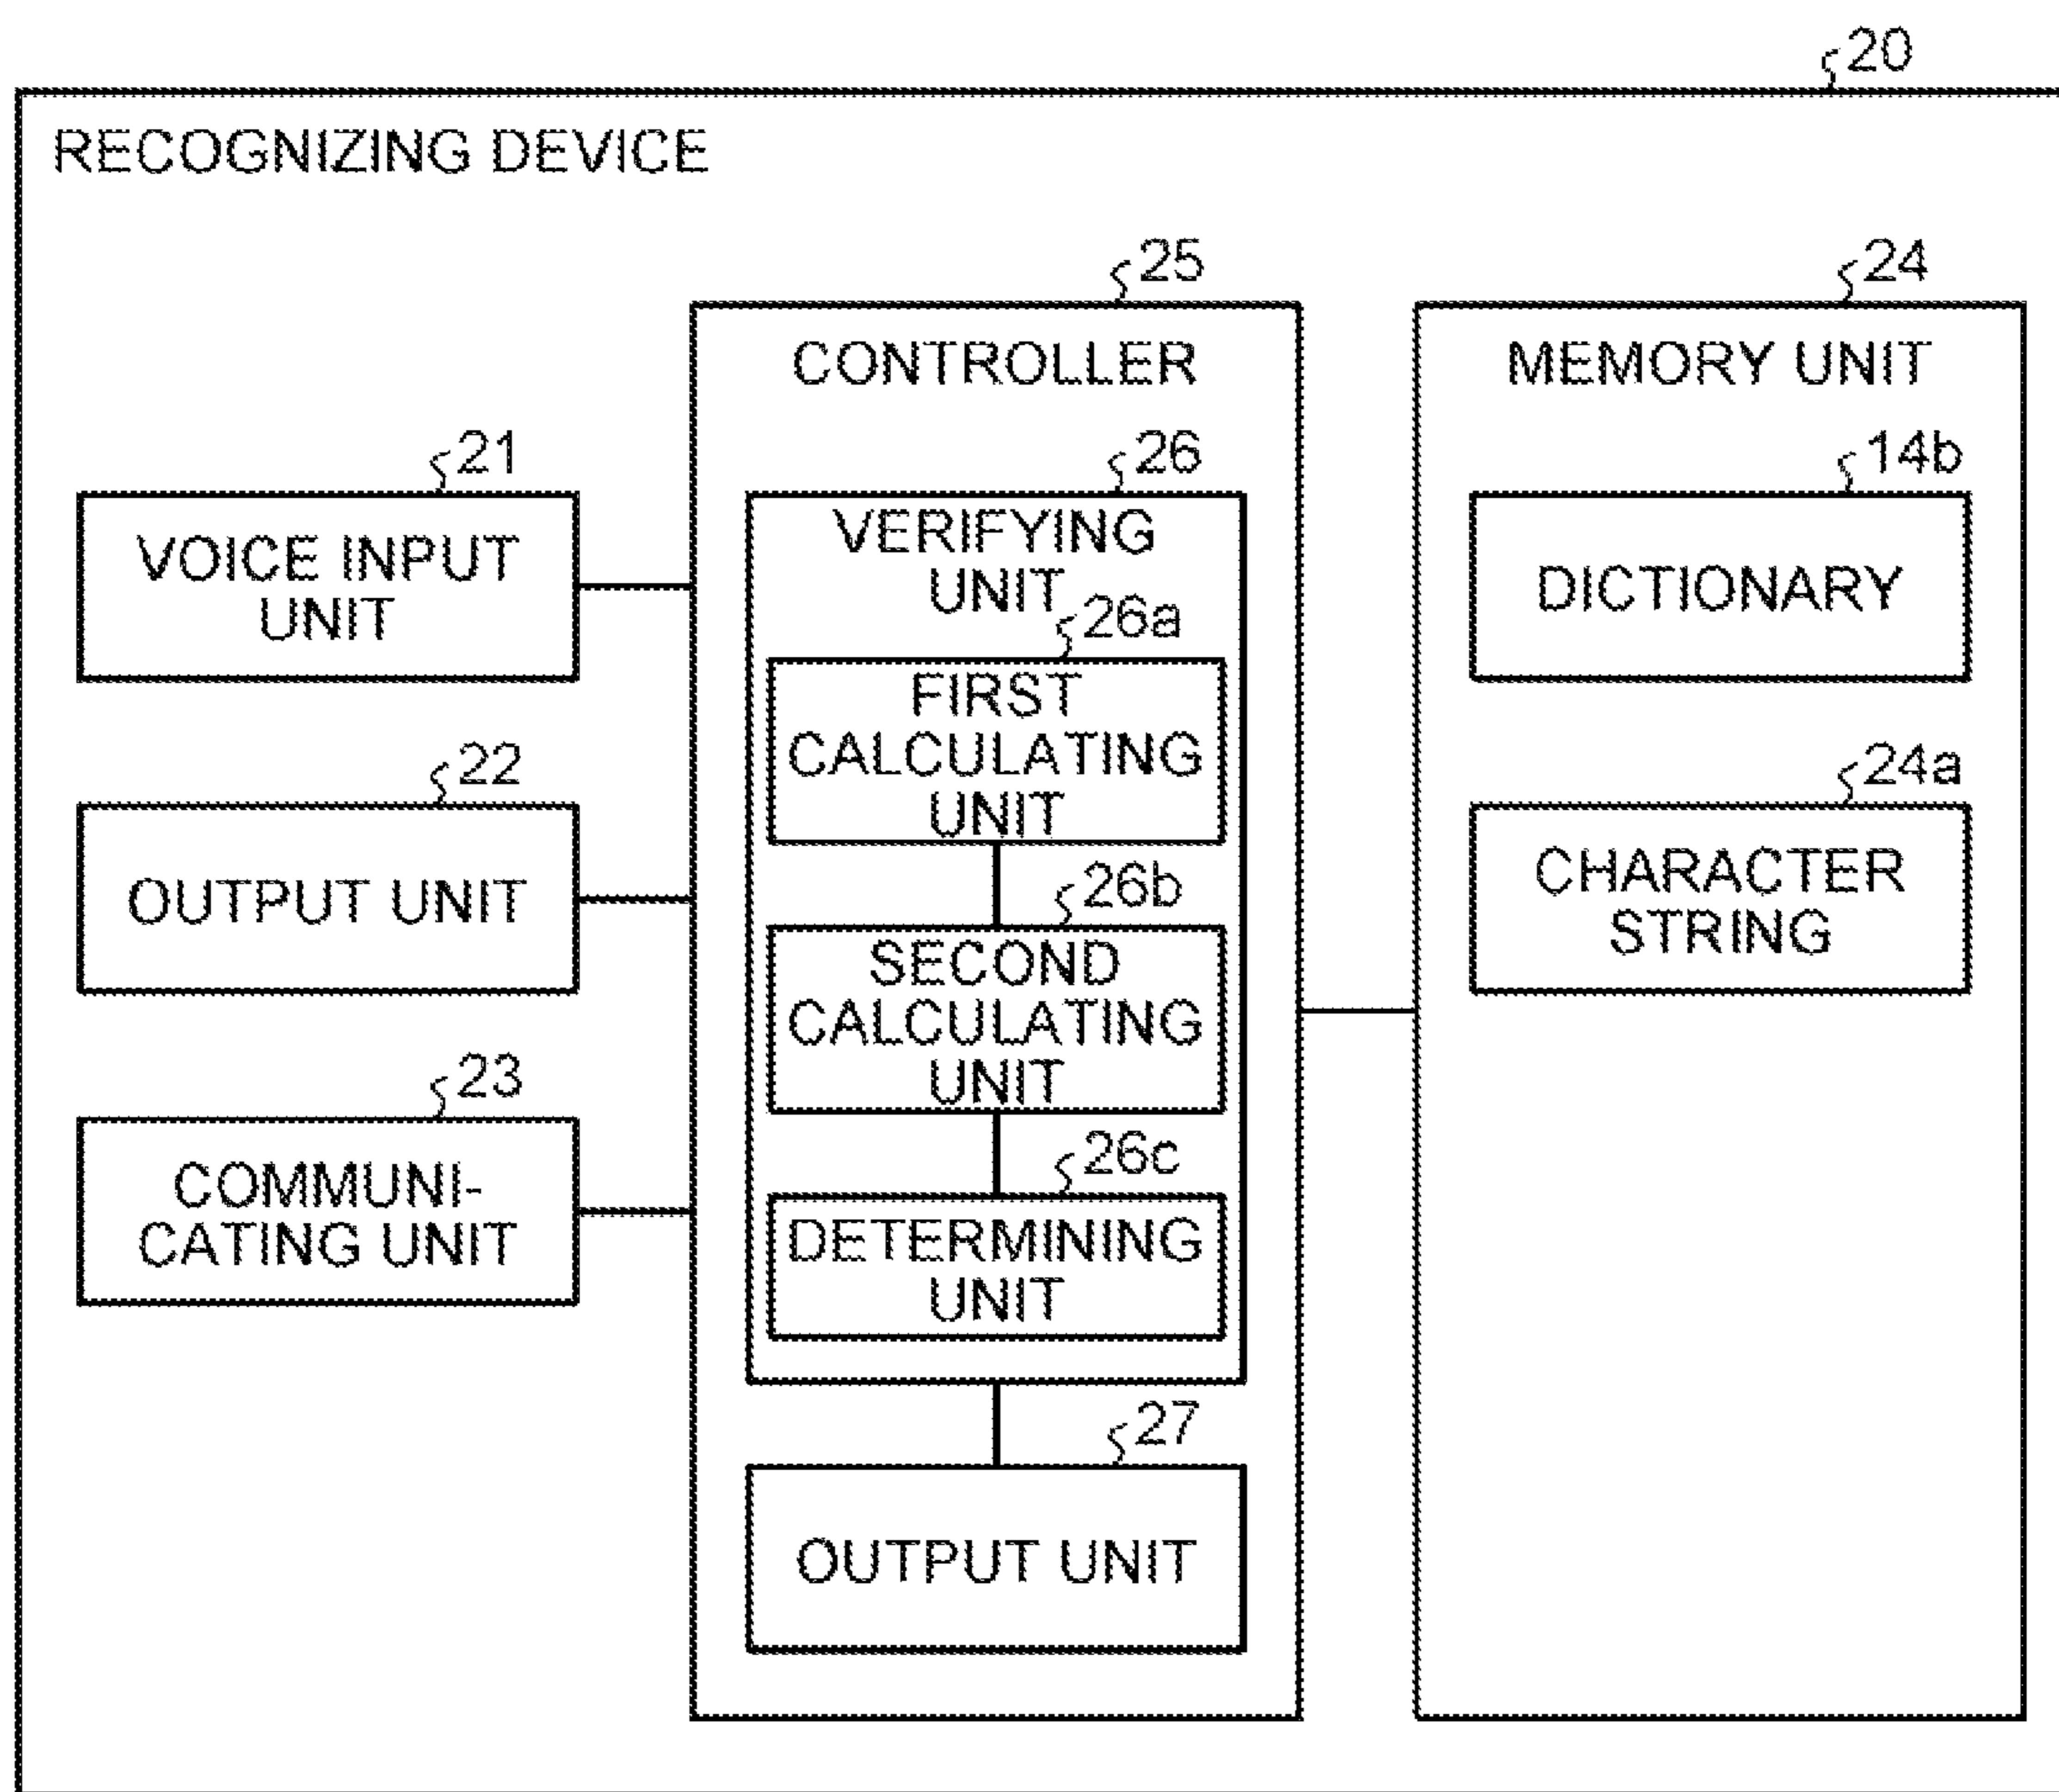 20
RECOGNIZING DEVICE
25
CONTROLLER
24
MEMORY UNIT
21
VOICE INPUT
UNIT
22
OUTPUT UNIT
23
COMMUNI-
CATING UNIT
26
VERIFYING
UNIT
26a
FIRST
CALCULATING
UNIT
26b
SECOND
CALCULATING
UNIT
26c
DETERMINING
UNIT
27
OUTPUT UNIT
14b
DICTIONARY
24a
CHARACTER
STRING